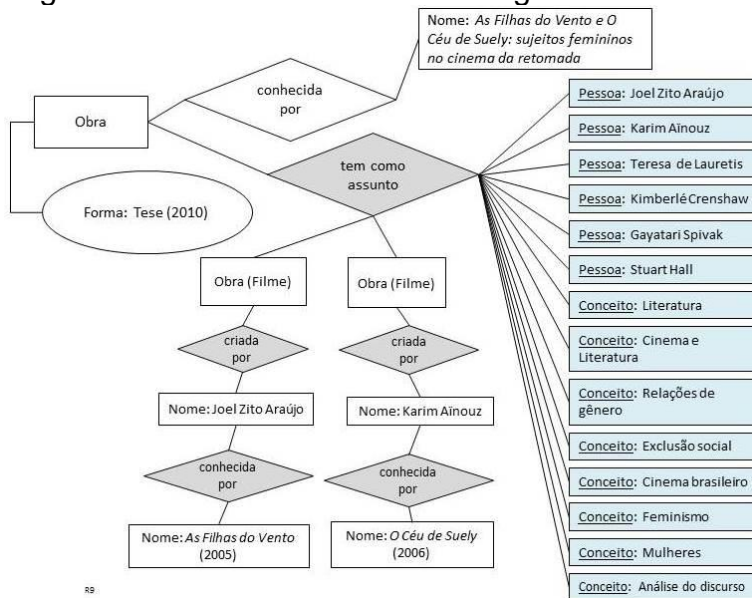 Nome: As Filhas do Vento e O
Céu de Suely: sujeitos femininos
no cinema da retomada
conhecida
por
Obra
tem como
assunto
Forma: Tese (2010)
Obra (Filme)
Obra (Filme)
criada
por
criada
por
Nome: Joel Zito Araújo
Nome: Karim Aïnouz
conhecida
por
conhecida
por
Nome: As Filhas do Vento
(2005)
Nome: O Céu de Suely
(2006)
Pessoa: Joel Zito Araújo
Pessoa: Karim Aïnouz
Pessoa: Teresa de Lauretis
Pessoa: Kimberlé Crenshaw
Pessoa: Gayatari Spivak
Pessoa: Stuart Hall
Conceito: Literatura
Conceito: Cinema e
Literatura
Conceito: Relações de
gênero
Conceito: Exclusão social
Conceito: Cinema brasileiro
Conceito: Feminismo
Conceito: Mulheres
Conceito: Análise do discurso
R9